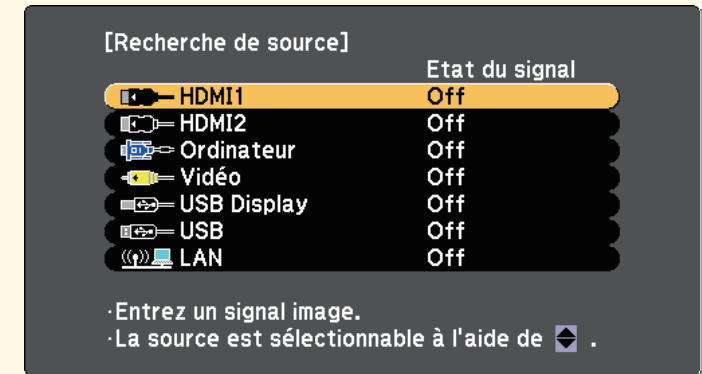 [Recherche de source]
Etat du signal
HDMI1 Off
HDMI2 Off
Ordinateur Off
Vidéo Off
USB Display Off
USB Off
LAN Off
·Entrez un signal image.
·La source est sélectionnable à l'aide de .